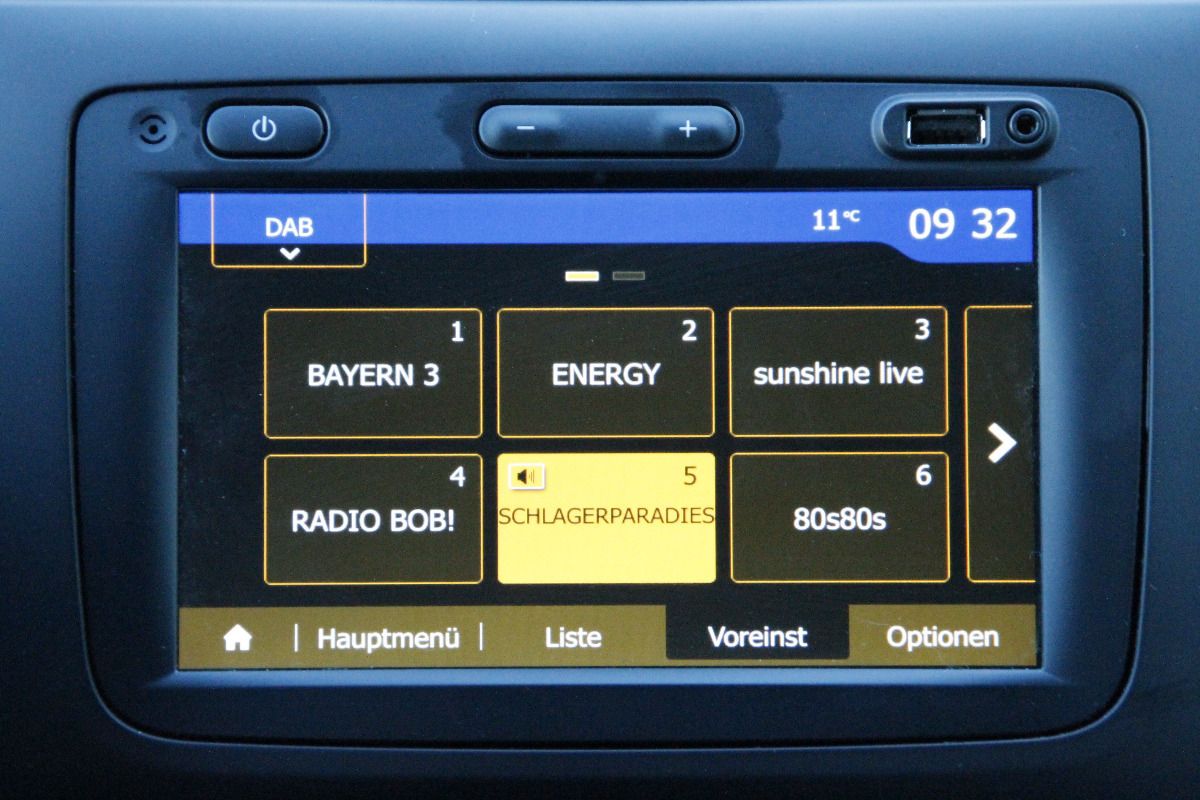 − +
DAB
11°C 09 32
1 2 3
BAYERN 3 ENERGY sunshine live
4 5 6
RADIO BOB! SCHLAGERPARADIES 80s80s
Hauptmenü Liste Voreinst Optionen